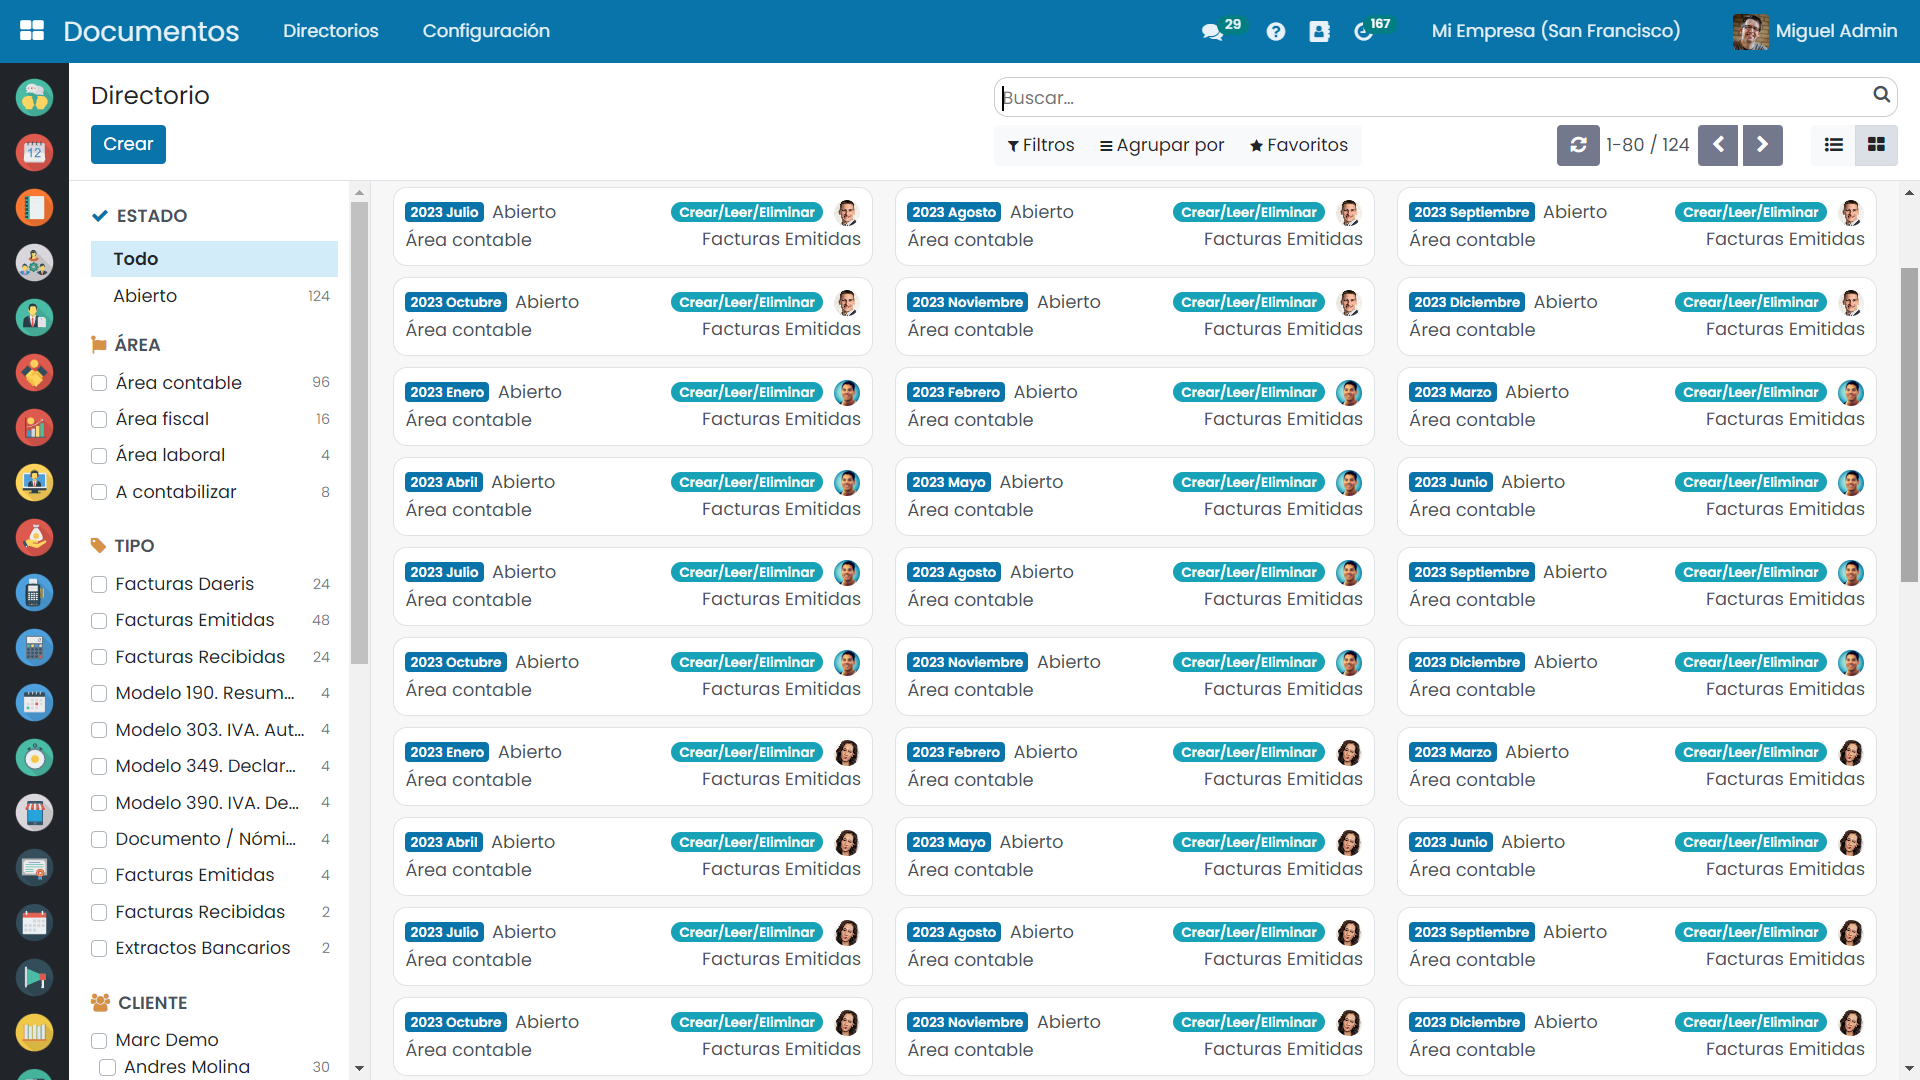 Documentos Directorios Configuración 29 167 Mi Empresa (San Francisco) Miguel Admin
Directorio
Buscar...
Crear
Filtros Agrupar por Favoritos 1-80 / 124
12
ESTADO
Todo
Abierto 124
ÁREA
Área contable 96
Área fiscal 16
Área laboral 4
A contabilizar 8
TIPO
Facturas Daeris 24
Facturas Emitidas 48
Facturas Recibidas 24
Modelo 190. Resum... 4
Modelo 303. IVA. Aut... 4
Modelo 349. Declar... 4
Modelo 390. IVA. De... 4
Documento / Nómi... 4
Facturas Emitidas 4
Facturas Recibidas 2
Extractos Bancarios 2
CLIENTE
Marc Demo
Andres Molina 30
2023 Julio Abierto Crear/Leer/Eliminar 2023 Agosto Abierto Crear/Leer/Eliminar 2023 Septiembre Abierto Crear/Leer/Eliminar
Área contable Facturas Emitidas Área contable Facturas Emitidas Área contable Facturas Emitidas
2023 Octubre Abierto Crear/Leer/Eliminar 2023 Noviembre Abierto Crear/Leer/Eliminar 2023 Diciembre Abierto Crear/Leer/Eliminar
Área contable Facturas Emitidas Área contable Facturas Emitidas Área contable Facturas Emitidas
2023 Enero Abierto Crear/Leer/Eliminar 2023 Febrero Abierto Crear/Leer/Eliminar 2023 Marzo Abierto Crear/Leer/Eliminar
Área contable Facturas Emitidas Área contable Facturas Emitidas Área contable Facturas Emitidas
2023 Abril Abierto Crear/Leer/Eliminar 2023 Mayo Abierto Crear/Leer/Eliminar 2023 Junio Abierto Crear/Leer/Eliminar
Área contable Facturas Emitidas Área contable Facturas Emitidas Área contable Facturas Emitidas
2023 Julio Abierto Crear/Leer/Eliminar 2023 Agosto Abierto Crear/Leer/Eliminar 2023 Septiembre Abierto Crear/Leer/Eliminar
Área contable Facturas Emitidas Área contable Facturas Emitidas Área contable Facturas Emitidas
2023 Octubre Abierto Crear/Leer/Eliminar 2023 Noviembre Abierto Crear/Leer/Eliminar 2023 Diciembre Abierto Crear/Leer/Eliminar
Área contable Facturas Emitidas Área contable Facturas Emitidas Área contable Facturas Emitidas
2023 Enero Abierto Crear/Leer/Eliminar 2023 Febrero Abierto Crear/Leer/Eliminar 2023 Marzo Abierto Crear/Leer/Eliminar
Área contable Facturas Emitidas Área contable Facturas Emitidas Área contable Facturas Emitidas
2023 Abril Abierto Crear/Leer/Eliminar 2023 Mayo Abierto Crear/Leer/Eliminar 2023 Junio Abierto Crear/Leer/Eliminar
Área contable Facturas Emitidas Área contable Facturas Emitidas Área contable Facturas Emitidas
2023 Julio Abierto Crear/Leer/Eliminar 2023 Agosto Abierto Crear/Leer/Eliminar 2023 Septiembre Abierto Crear/Leer/Eliminar
Área contable Facturas Emitidas Área contable Facturas Emitidas Área contable Facturas Emitidas
2023 Octubre Abierto Crear/Leer/Eliminar 2023 Noviembre Abierto Crear/Leer/Eliminar 2023 Diciembre Abierto Crear/Leer/Eliminar
Área contable Facturas Emitidas Área contable Facturas Emitidas Área contable Facturas Emitidas